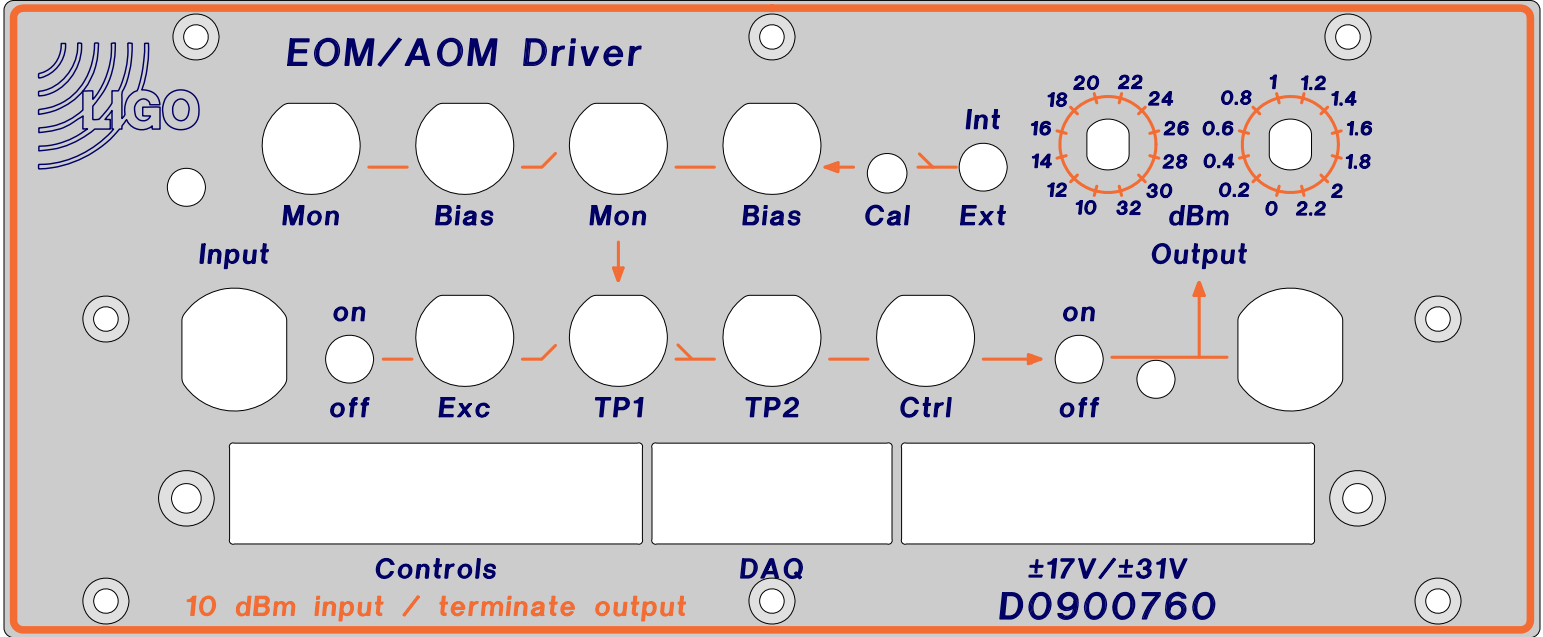 EOM/AOM Driver
LIGO
Int
20 22
18 24
16 26
14 28
12 30
10 32
1 1.2
0.8 1.4
0.6 1.6
0.4 1.8
0.2 2
0 2.2
dBm
Mon Bias Mon Bias Cal Ext
Input
Output
on on
off Exc TP1 TP2 Ctrl off
Controls DAQ ±17V/±31V
10 dBm input / terminate output
D0900760